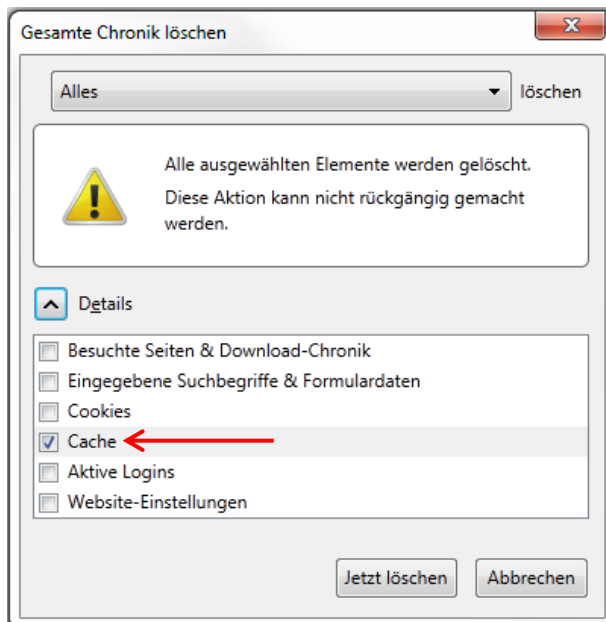 Gesamte Chronik löschen
Alles löschen
Alle ausgewählten Elemente werden gelöscht.
Diese Aktion kann nicht rückgängig gemacht
werden.
Details
Besuchte Seiten & Download-Chronik
Eingegebene Suchbegriffe & Formulardaten
Cookies
Cache
Aktive Logins
Website-Einstellungen
Jetzt löschen Abbrechen